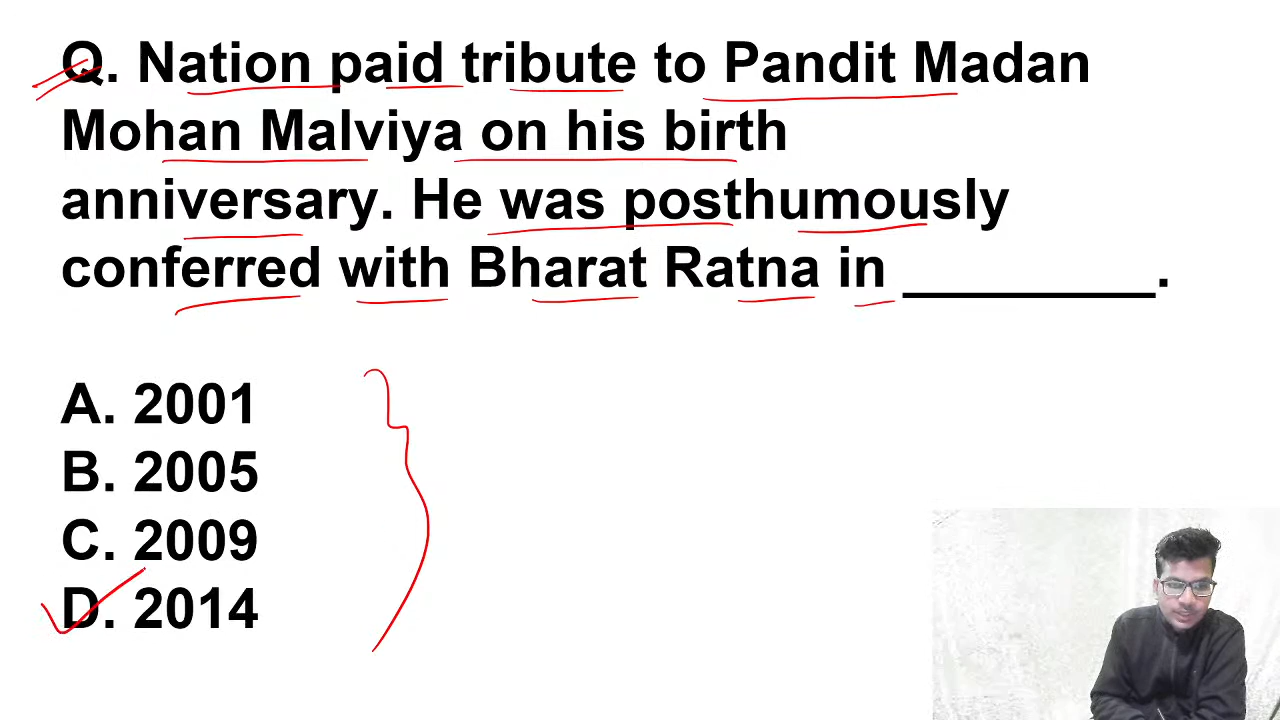 Q. Nation paid tribute to Pandit Madan
Mohan Malviya on his birth
anniversary. He was posthumously
conferred with Bharat Ratna in _________.
A. 2001
B. 2005
C. 2009
D. 2014